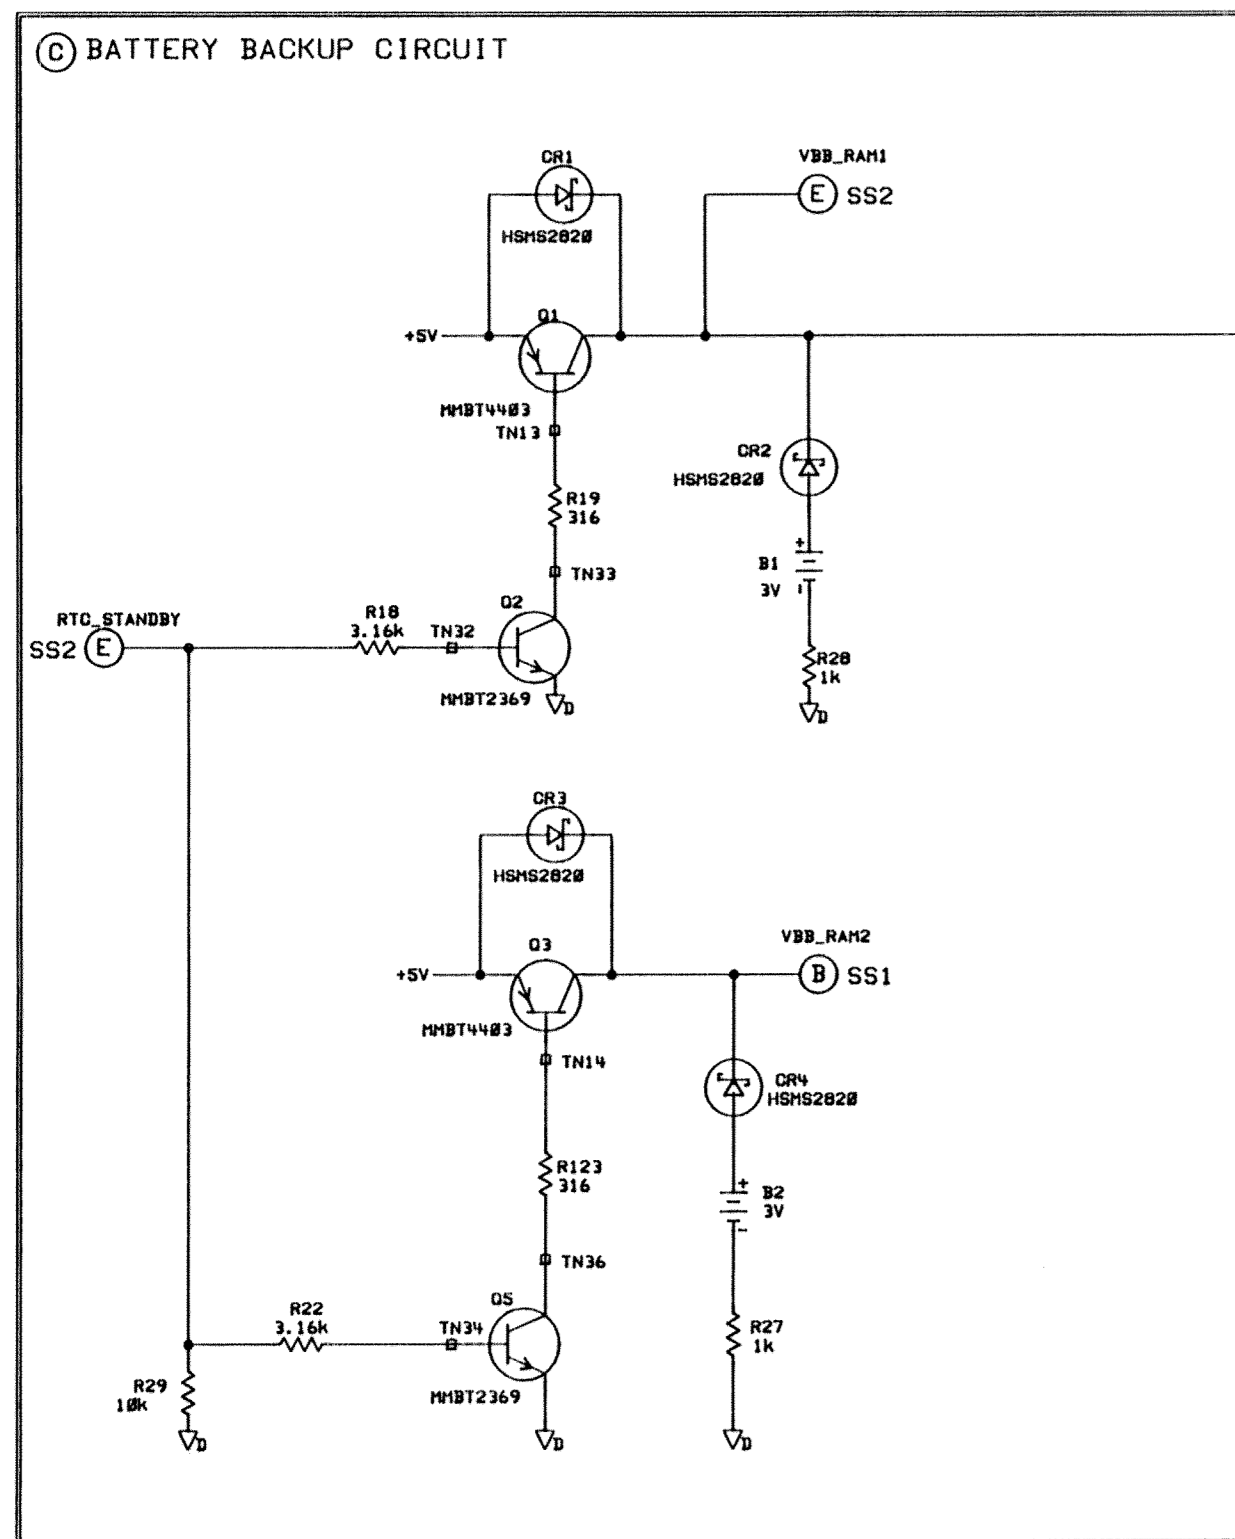 C BATTERY BACKUP CIRCUIT
CR1
HSMS2820
VBB_RAM1
E SS2
+5V
Q1
MMBT4403
TN13
CR2
HSMS2820
R19
316
TN33
B1
3V
+
-
RTC_STANDBY
SS2 E
R18
3.16k
TN32
Q2
MMBT2369
D
R28
1k
D
CR3
HSMS2820
VBB_RAM2
B SS1
+5V
Q3
MMBT4403
TN14
CR4
HSMS2820
R123
316
B2
3V
+
-
TN36
R22
3.16k
TN34
Q5
MMBT2369
R27
1k
R29
10k
D
D
D